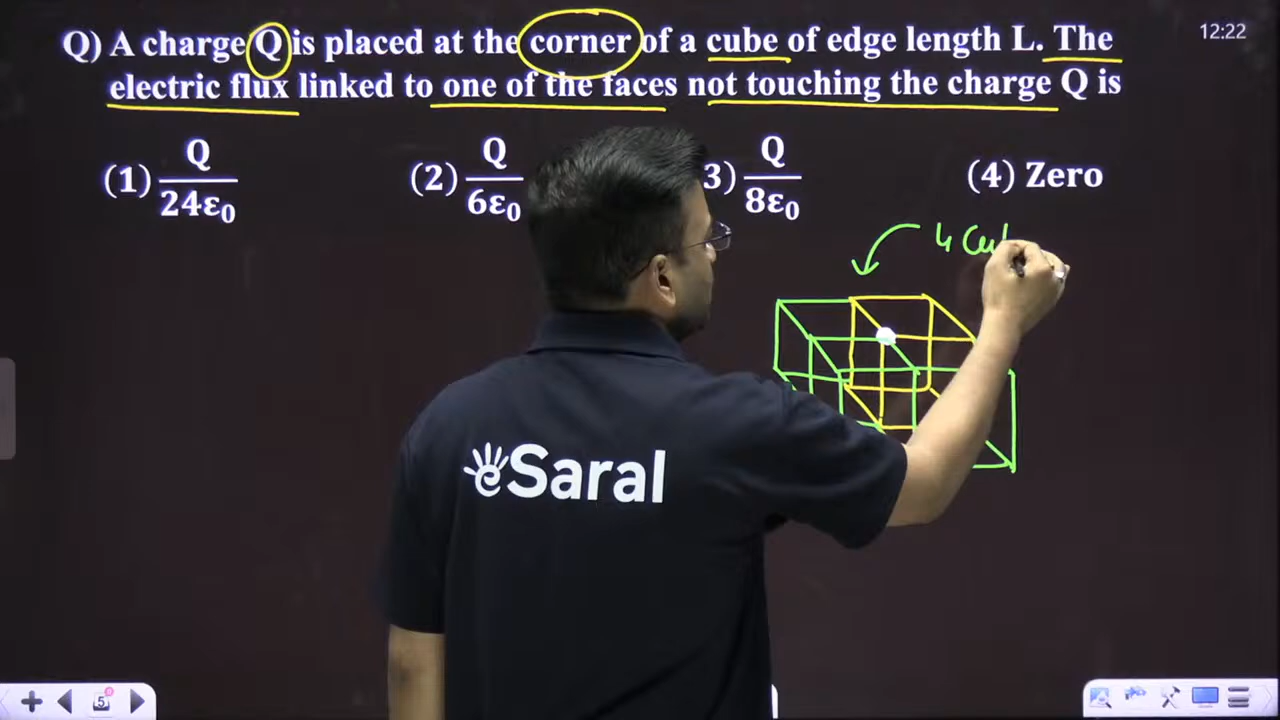 Q) A charge Q is placed at the corner of a cube of edge length L. The
electric flux linked to one of the faces not touching the charge Q is
(1) Q/24ε₀ (2) Q/6ε₀ 3) Q/8ε₀ (4) Zero
4
eSaral
12:22
5